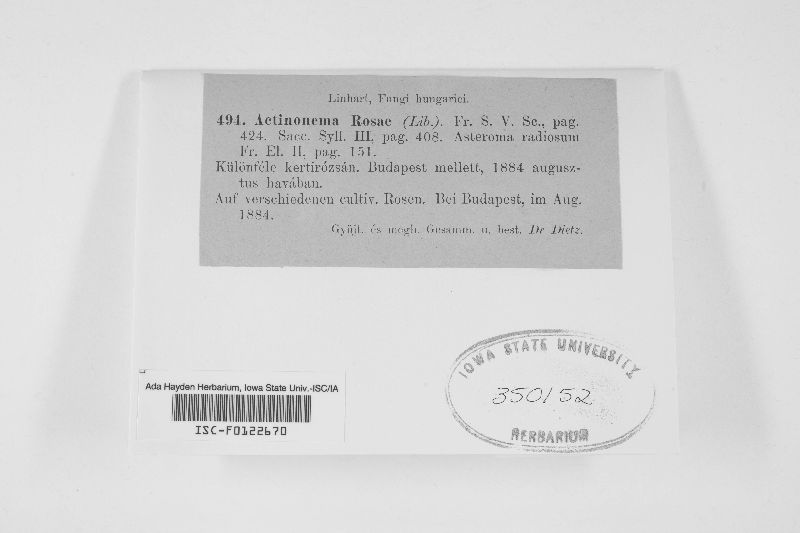 Linhart, Fungi hungarici.
494. Actinonema Rosae (Lib.). Fr. S. V. Sc., pag.
424. Sacc. Syll. III, pag. 408. Asteroma radiosum
Fr. El. II, pag. 151.
Különféle kertirózsán. Budapest mellett, 1884 augusz-
tus havában.
Auf verschiedenen cultiv. Rosen. Bei Budapest, im Aug.
1884.
Gyüjt. és megh. Gesamm. u. best. Dr Dietz.
Ada Hayden Herbarium, Iowa State Univ.-ISC/IA
ISC-F0122670
IOWA STATE UNIVERSITY
350152
HERBARIUM